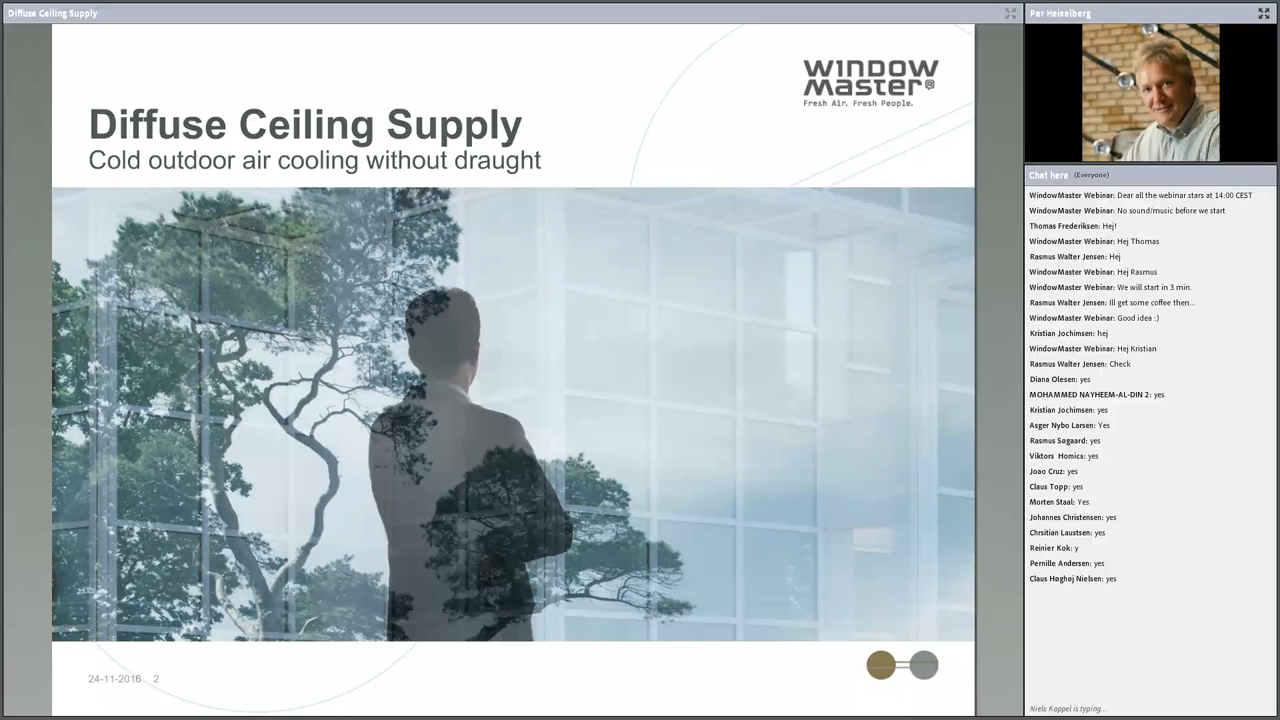 Diffuse Ceiling Supply
WINDOW
Master
Fresh Air. Fresh People.
Diffuse Ceiling Supply
Cold outdoor air cooling without draught
24-11-2016 2
Per Heiselberg
Chat here (Everyone)
WindowMaster Webinar: Dear all the webinar stars at 14:00 CEST
WindowMaster Webinar: No sound/music before we start
Thomas Frederiksen: Hej!
WindowMaster Webinar: Hej Thomas
Rasmus Walter Jensen: Hej
WindowMaster Webinar: Hej Rasmus
WindowMaster Webinar: We will start in 3 min.
Rasmus Walter Jensen: Ill get some coffee then...
WindowMaster Webinar: Good idea :)
Kristian Jochimsen: hej
WindowMaster Webinar: Hej Kristian
Rasmus Walter Jensen: Check
Diana Olesen: yes
MOHAMMED NAYHEEM-AL-DIN 2: yes
Kristian Jochimsen: yes
Asger Nybo Larsen: Yes
Rasmus Søgaard: yes
Viktors Homics: yes
Joao Cruz: yes
Claus Topp: yes
Morten Staal: Yes
Johannes Christensen: yes
Chrsitian Laustsen: yes
Reinier Kok: y
Pernille Andersen: yes
Claus Høghøj Nielsen: yes
Niels Kappel is typing...